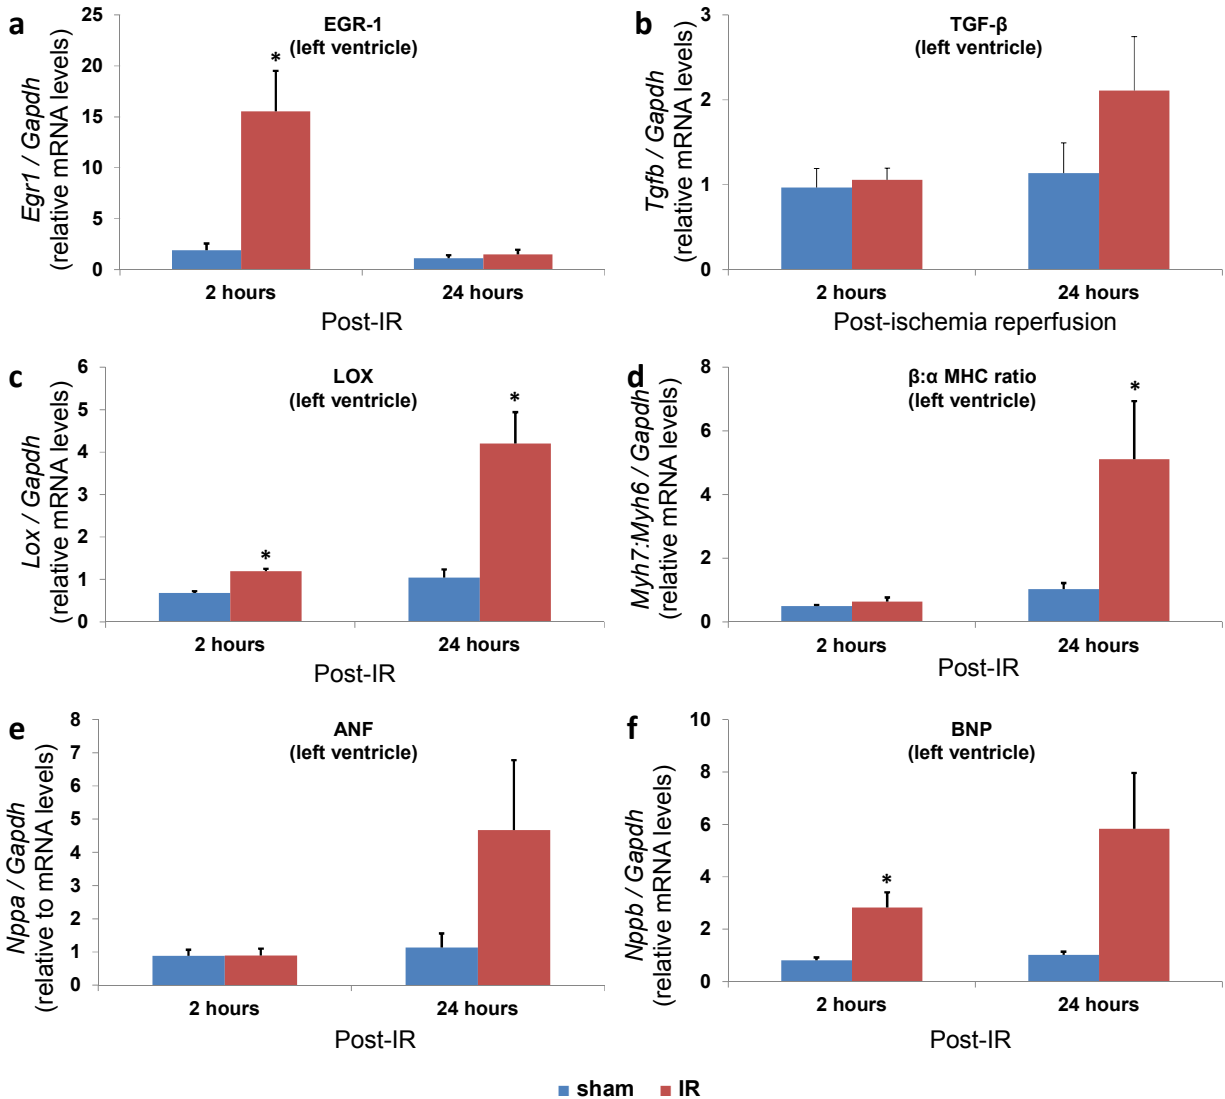 a
EGR-1
(left ventricle)
Egr1 / Gapdh
(relative mRNA levels)
25
20
15
10
5
0
*
2 hours
24 hours
Post-IR
b
TGF-β
(left ventricle)
Tgfb / Gapdh
(relative mRNA levels)
3
2
1
0
2 hours
24 hours
Post-ischemia reperfusion
c
LOX
(left ventricle)
Lox / Gapdh
(relative mRNA levels)
6
5
4
3
2
1
0
*
*
2 hours
24 hours
Post-IR
d
β:α MHC ratio
(left ventricle)
Myh7:Myh6 / Gapdh
(relative mRNA levels)
8
6
4
2
0
*
2 hours
24 hours
Post-IR
e
ANF
(left ventricle)
Nppa / Gapdh
(relative to mRNA levels)
8
7
6
5
4
3
2
1
0
2 hours
24 hours
Post-IR
f
BNP
(left ventricle)
Nppb / Gapdh
(relative mRNA levels)
10
8
6
4
2
0
*
2 hours
24 hours
Post-IR
sham IR